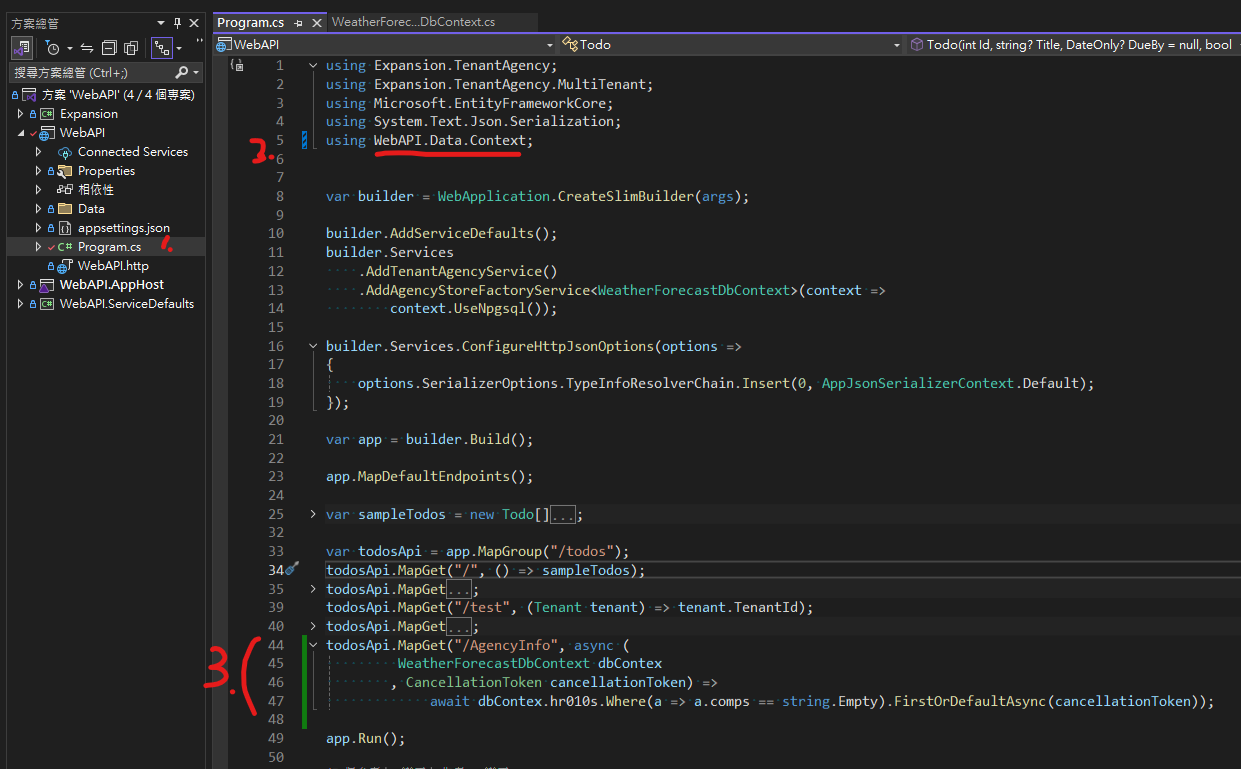 方案總管
搜尋方案總管 (Ctrl+;)
方案 'WebAPI' (4 / 4 個專案)
Expansion
WebAPI
Connected Services
Properties
相依性
Data
appsettings.json
Program.cs
1.
WebAPI.http
WebAPI.AppHost
WebAPI.ServiceDefaults
Program.cs
WeatherForec...DbContext.cs
WebAPI
Todo
Todo(int Id, string? Title, DateOnly? DueBy = null, bool
1 using Expansion.TenantAgency;
2 using Expansion.TenantAgency.MultiTenant;
3 using Microsoft.EntityFrameworkCore;
4 using System.Text.Json.Serialization;
5 using WebAPI.Data.Context;
2.
6
7
8 var builder = WebApplication.CreateSlimBuilder(args);
9
10 builder.AddServiceDefaults();
11 builder.Services
12 .AddTenantAgencyService()
13 .AddAgencyStoreFactoryService<WeatherForecastDbContext>(context =>
14 context.UseNpgsql());
15
16 builder.Services.ConfigureHttpJsonOptions(options =>
17 {
18 options.SerializerOptions.TypeInfoResolverChain.Insert(0, AppJsonSerializerContext.Default);
19 });
20
21 var app = builder.Build();
22
23 app.MapDefaultEndpoints();
24
25 var sampleTodos = new Todo[]...;
32
33 var todosApi = app.MapGroup("/todos");
34 todosApi.MapGet("/", () => sampleTodos);
35 todosApi.MapGet...;
39 todosApi.MapGet("/test", (Tenant tenant) => tenant.TenantId);
40 todosApi.MapGet...;
3.
44 todosApi.MapGet("/AgencyInfo", async (
45 WeatherForecastDbContext dbContex
46 , CancellationToken cancellationToken) =>
47 await dbContex.hr010s.Where(a => a.comps == string.Empty).FirstOrDefaultAsync(cancellationToken));
48
49 app.Run();
50